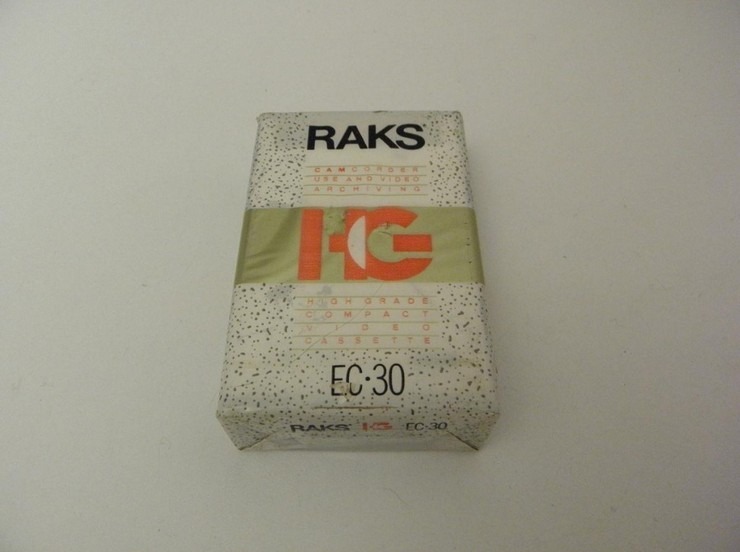 RAKS
CAMCORDER
USE AND VIDEO
ARCHIVING
HG
HIGH GRADE
COMPACT
VIDEO
CASSETTE
EC·30
RAKS HG EC·30